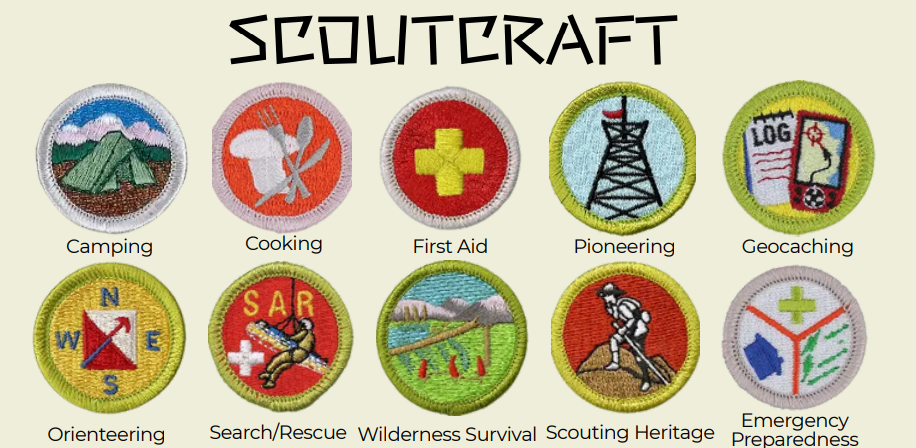 SCOUTCRAFT
LOG
Camping
Cooking
First Aid
Pioneering
Geocaching
N
W E
S
SAR
Orienteering
Search/Rescue
Wilderness Survival
Scouting Heritage
Emergency
Preparedness